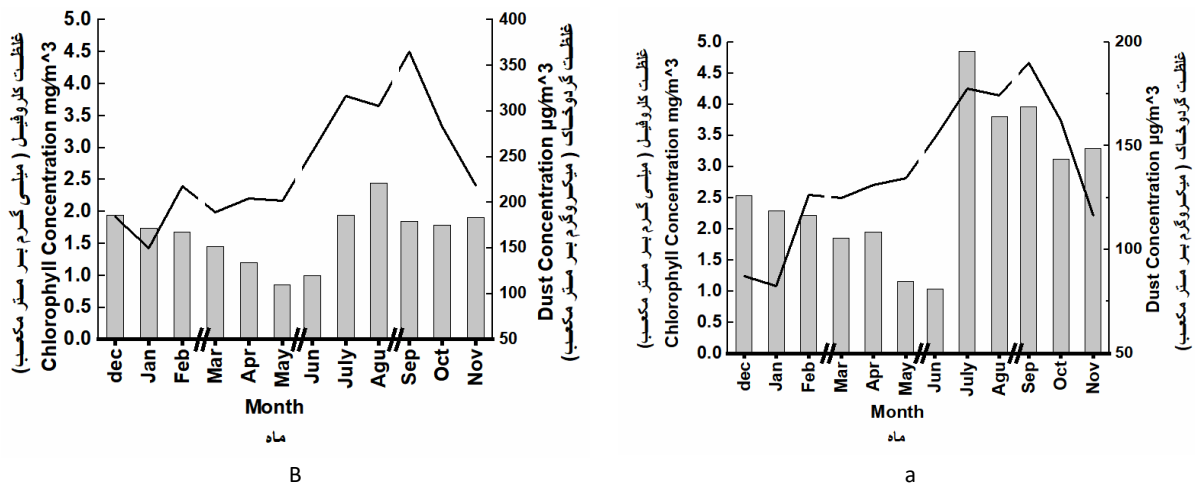 غلظت کلروفیل ( میلی گرم بر متر مکعب)
Chlorophyll Concentration mg/m^3
5.0
4.5
4.0
3.5
3.0
2.5
2.0
1.5
1.0
0.5
0.0
400
350
300
250
200
150
100
50
Dust Concentration µg/m^3
غلظت گردوخاک ( میکروگرم بر متر مکعب)
dec Jan Feb Mar Apr May Jun July Agu Sep Oct Nov
Month
ماه
B
غلظت کلروفیل ( میلی گرم بر متر مکعب)
Chlorophyll Concentration mg/m^3
5.0
4.5
4.0
3.5
3.0
2.5
2.0
1.5
1.0
0.5
0.0
200
150
100
50
Dust Concentration µg/m^3
غلظت گردوخاک ( میکروگرم بر متر مکعب)
dec Jan Feb Mar Apr May Jun July Agu Sep Oct Nov
Month
ماه
a